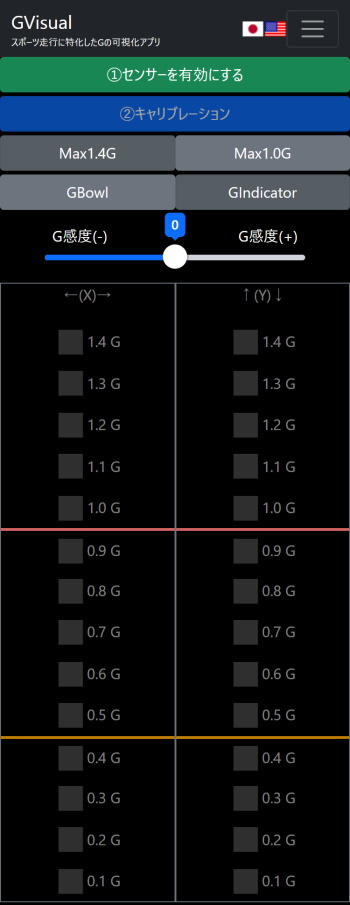 GVisual
スポーツ走行に特化したGの可視化アプリ
①センサーを有効にする
②キャリブレーション
Max1.4G Max1.0G
GBowl GIndicator
0
G感度(-) G感度(+)
←(X)→ ↑(Y)↓
1.4 G 1.4 G
1.3 G 1.3 G
1.2 G 1.2 G
1.1 G 1.1 G
1.0 G 1.0 G
0.9 G 0.9 G
0.8 G 0.8 G
0.7 G 0.7 G
0.6 G 0.6 G
0.5 G 0.5 G
0.4 G 0.4 G
0.3 G 0.3 G
0.2 G 0.2 G
0.1 G 0.1 G